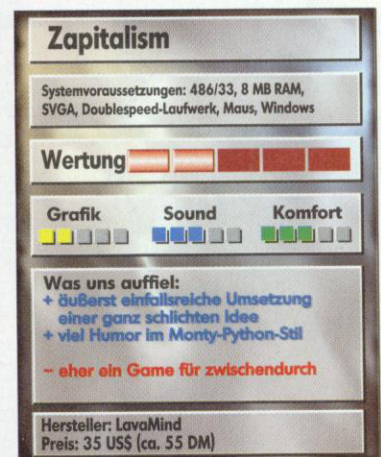 Zapitalism
Systemvoraussetzungen: 486/33, 8 MB RAM,
SVGA, Doublespeed-Laufwerk, Maus, Windows
Wertung
Grafik Sound Komfort
Was uns auffiel:
+ äußerst einfallsreiche Umsetzung
einer ganz schlichten Idee
+ viel Humor im Monty-Python-Stil
– eher ein Game für zwischendurch
Hersteller: LavaMind
Preis: 35 US$ (ca. 55 DM)